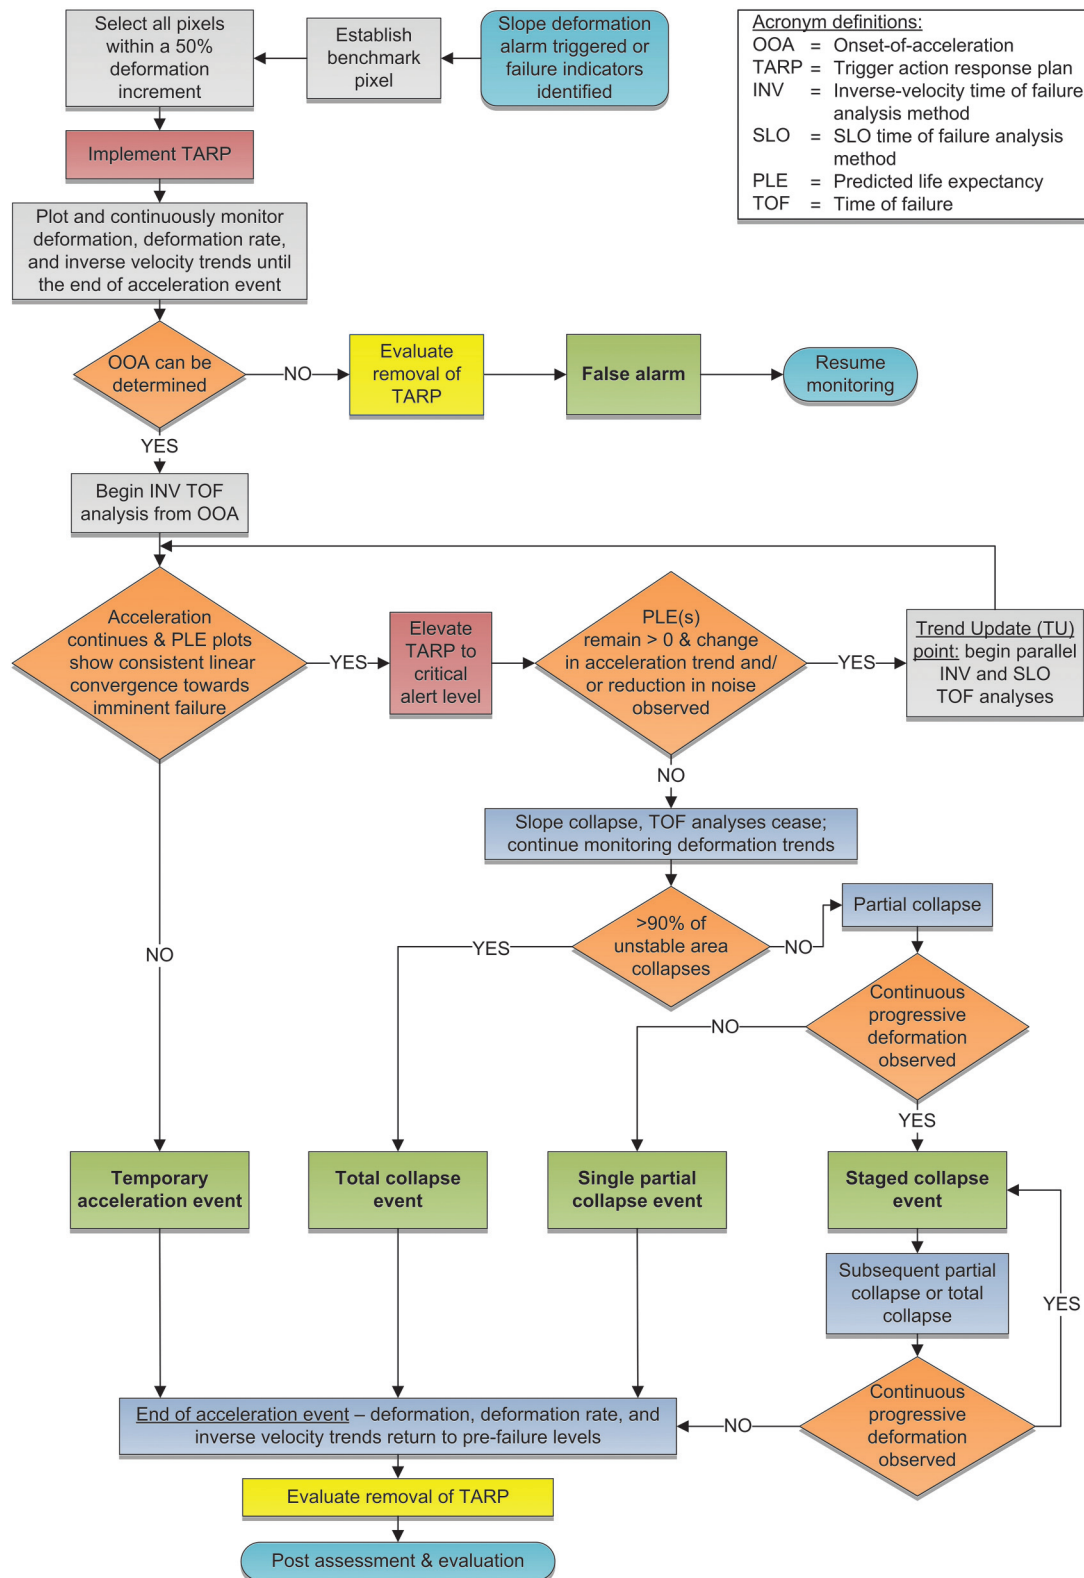 Select all pixels
within a 50%
deformation
increment
Establish
benchmark
pixel
Slope deformation
alarm triggered or
failure indicators
identified
Acronym definitions:
OOA = Onset-of-acceleration
TARP = Trigger action response plan
INV = Inverse-velocity time of failure
analysis method
SLO = SLO time of failure analysis
method
PLE = Predicted life expectancy
TOF = Time of failure
Implement TARP
Plot and continuously monitor
deformation, deformation rate,
and inverse velocity trends until
the end of acceleration event
OOA can be
determined
NO
Evaluate
removal of
TARP
False alarm
Resume
monitoring
YES
Begin INV TOF
analysis from OOA
Acceleration
continues & PLE plots
show consistent linear
convergence towards
imminent failure
YES
Elevate
TARP to
critical
alert level
PLE(s)
remain > 0 & change
in acceleration trend and/
or reduction in noise
observed
YES
Trend Update (TU)
point: begin parallel
INV and SLO
TOF analyses
NO
Slope collapse, TOF analyses cease;
continue monitoring deformation trends
>90% of
unstable area
collapses
YES
NO
Partial collapse
NO
Continuous
progressive
deformation
observed
NO
YES
Temporary
acceleration event
Total collapse
event
Single partial
collapse event
Staged collapse
event
Subsequent partial
collapse or total
collapse
YES
Continuous
progressive
deformation
observed
NO
End of acceleration event – deformation, deformation rate, and
inverse velocity trends return to pre-failure levels
Evaluate removal of TARP
Post assessment & evaluation